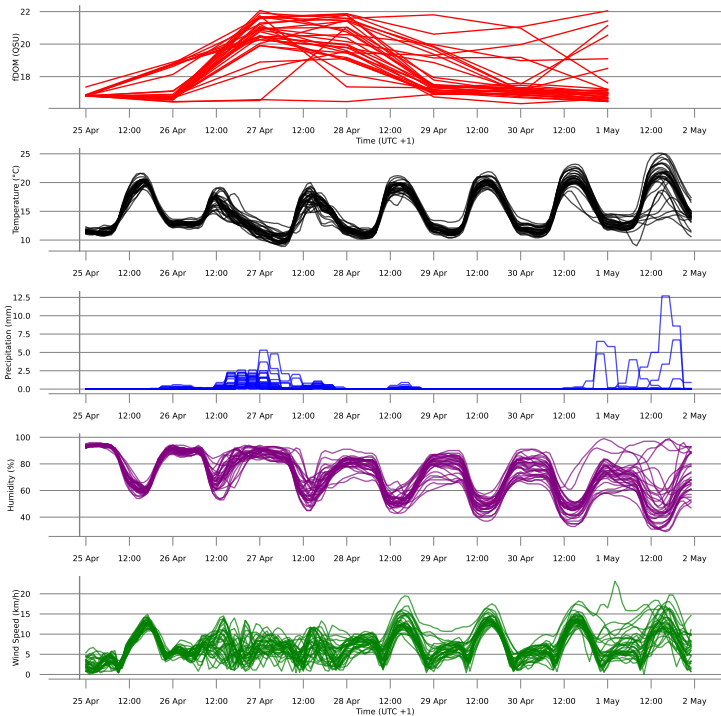 22
20
18
fDOM (QSU)
25 Apr 12:00 26 Apr 12:00 27 Apr 12:00 28 Apr 12:00 29 Apr 12:00 30 Apr 12:00 1 May 12:00 2 May
Time (UTC +1)
25
20
15
10
Temperature (°C)
25 Apr 12:00 26 Apr 12:00 27 Apr 12:00 28 Apr 12:00 29 Apr 12:00 30 Apr 12:00 1 May 12:00 2 May
12.5
10.0
7.5
5.0
2.5
0.0
Precipitation (mm)
25 Apr 12:00 26 Apr 12:00 27 Apr 12:00 28 Apr 12:00 29 Apr 12:00 30 Apr 12:00 1 May 12:00 2 May
100
80
60
40
Humidity (%)
25 Apr 12:00 26 Apr 12:00 27 Apr 12:00 28 Apr 12:00 29 Apr 12:00 30 Apr 12:00 1 May 12:00 2 May
20
15
10
5
0
Wind Speed (km/h)
25 Apr 12:00 26 Apr 12:00 27 Apr 12:00 28 Apr 12:00 29 Apr 12:00 30 Apr 12:00 1 May 12:00 2 May
Time (UTC +1)